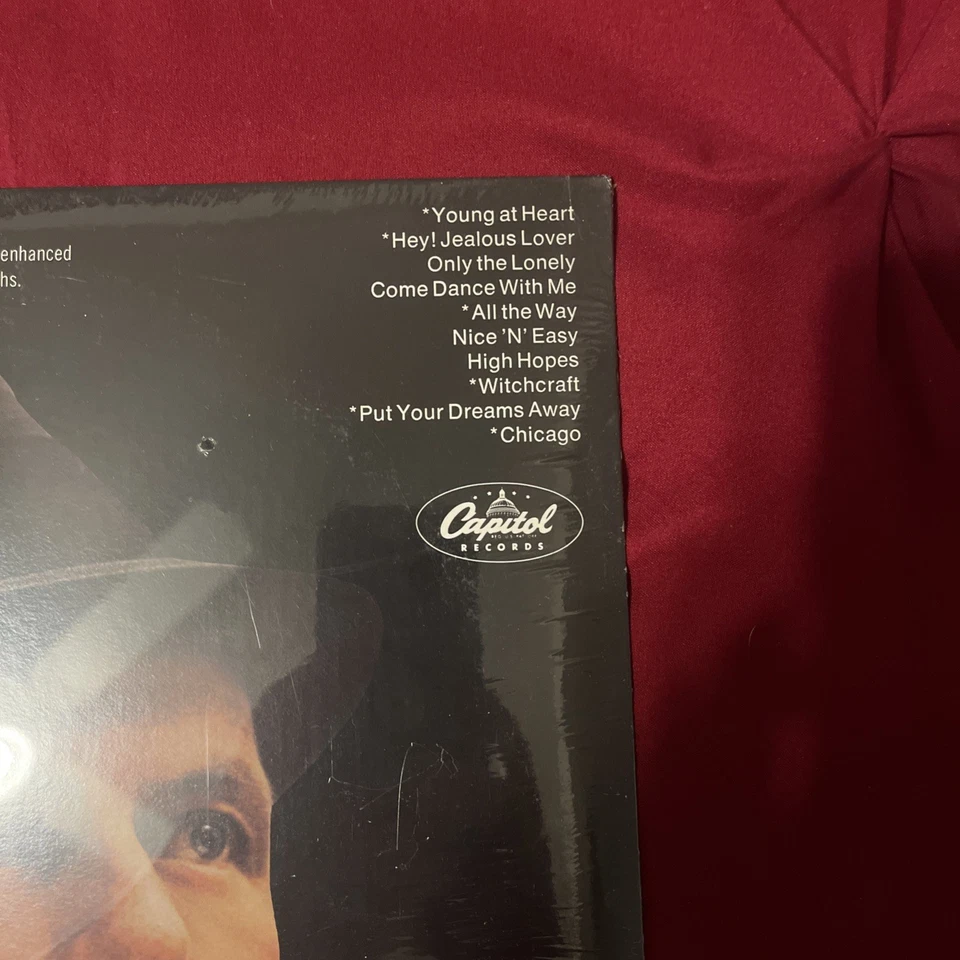 *Young at Heart
enhanced
*Hey! Jealous Lover
hs.
Only the Lonely
Come Dance With Me
*All the Way
Nice 'N' Easy
High Hopes
*Witchcraft
*Put Your Dreams Away
*Chicago
Capitol
RECORDS